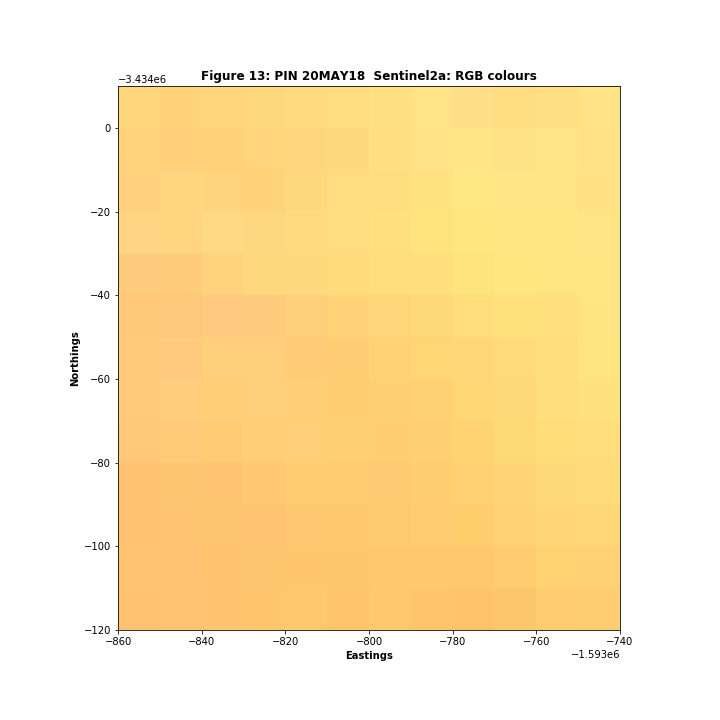 Figure 13: PIN 20MAY18  Sentinel2a: RGB colours
−3.434e6
0
−20
−40
−60
−80
−100
−120
Northings
−860
−840
−820
−800
−780
−760
−740
Eastings
−1.593e6